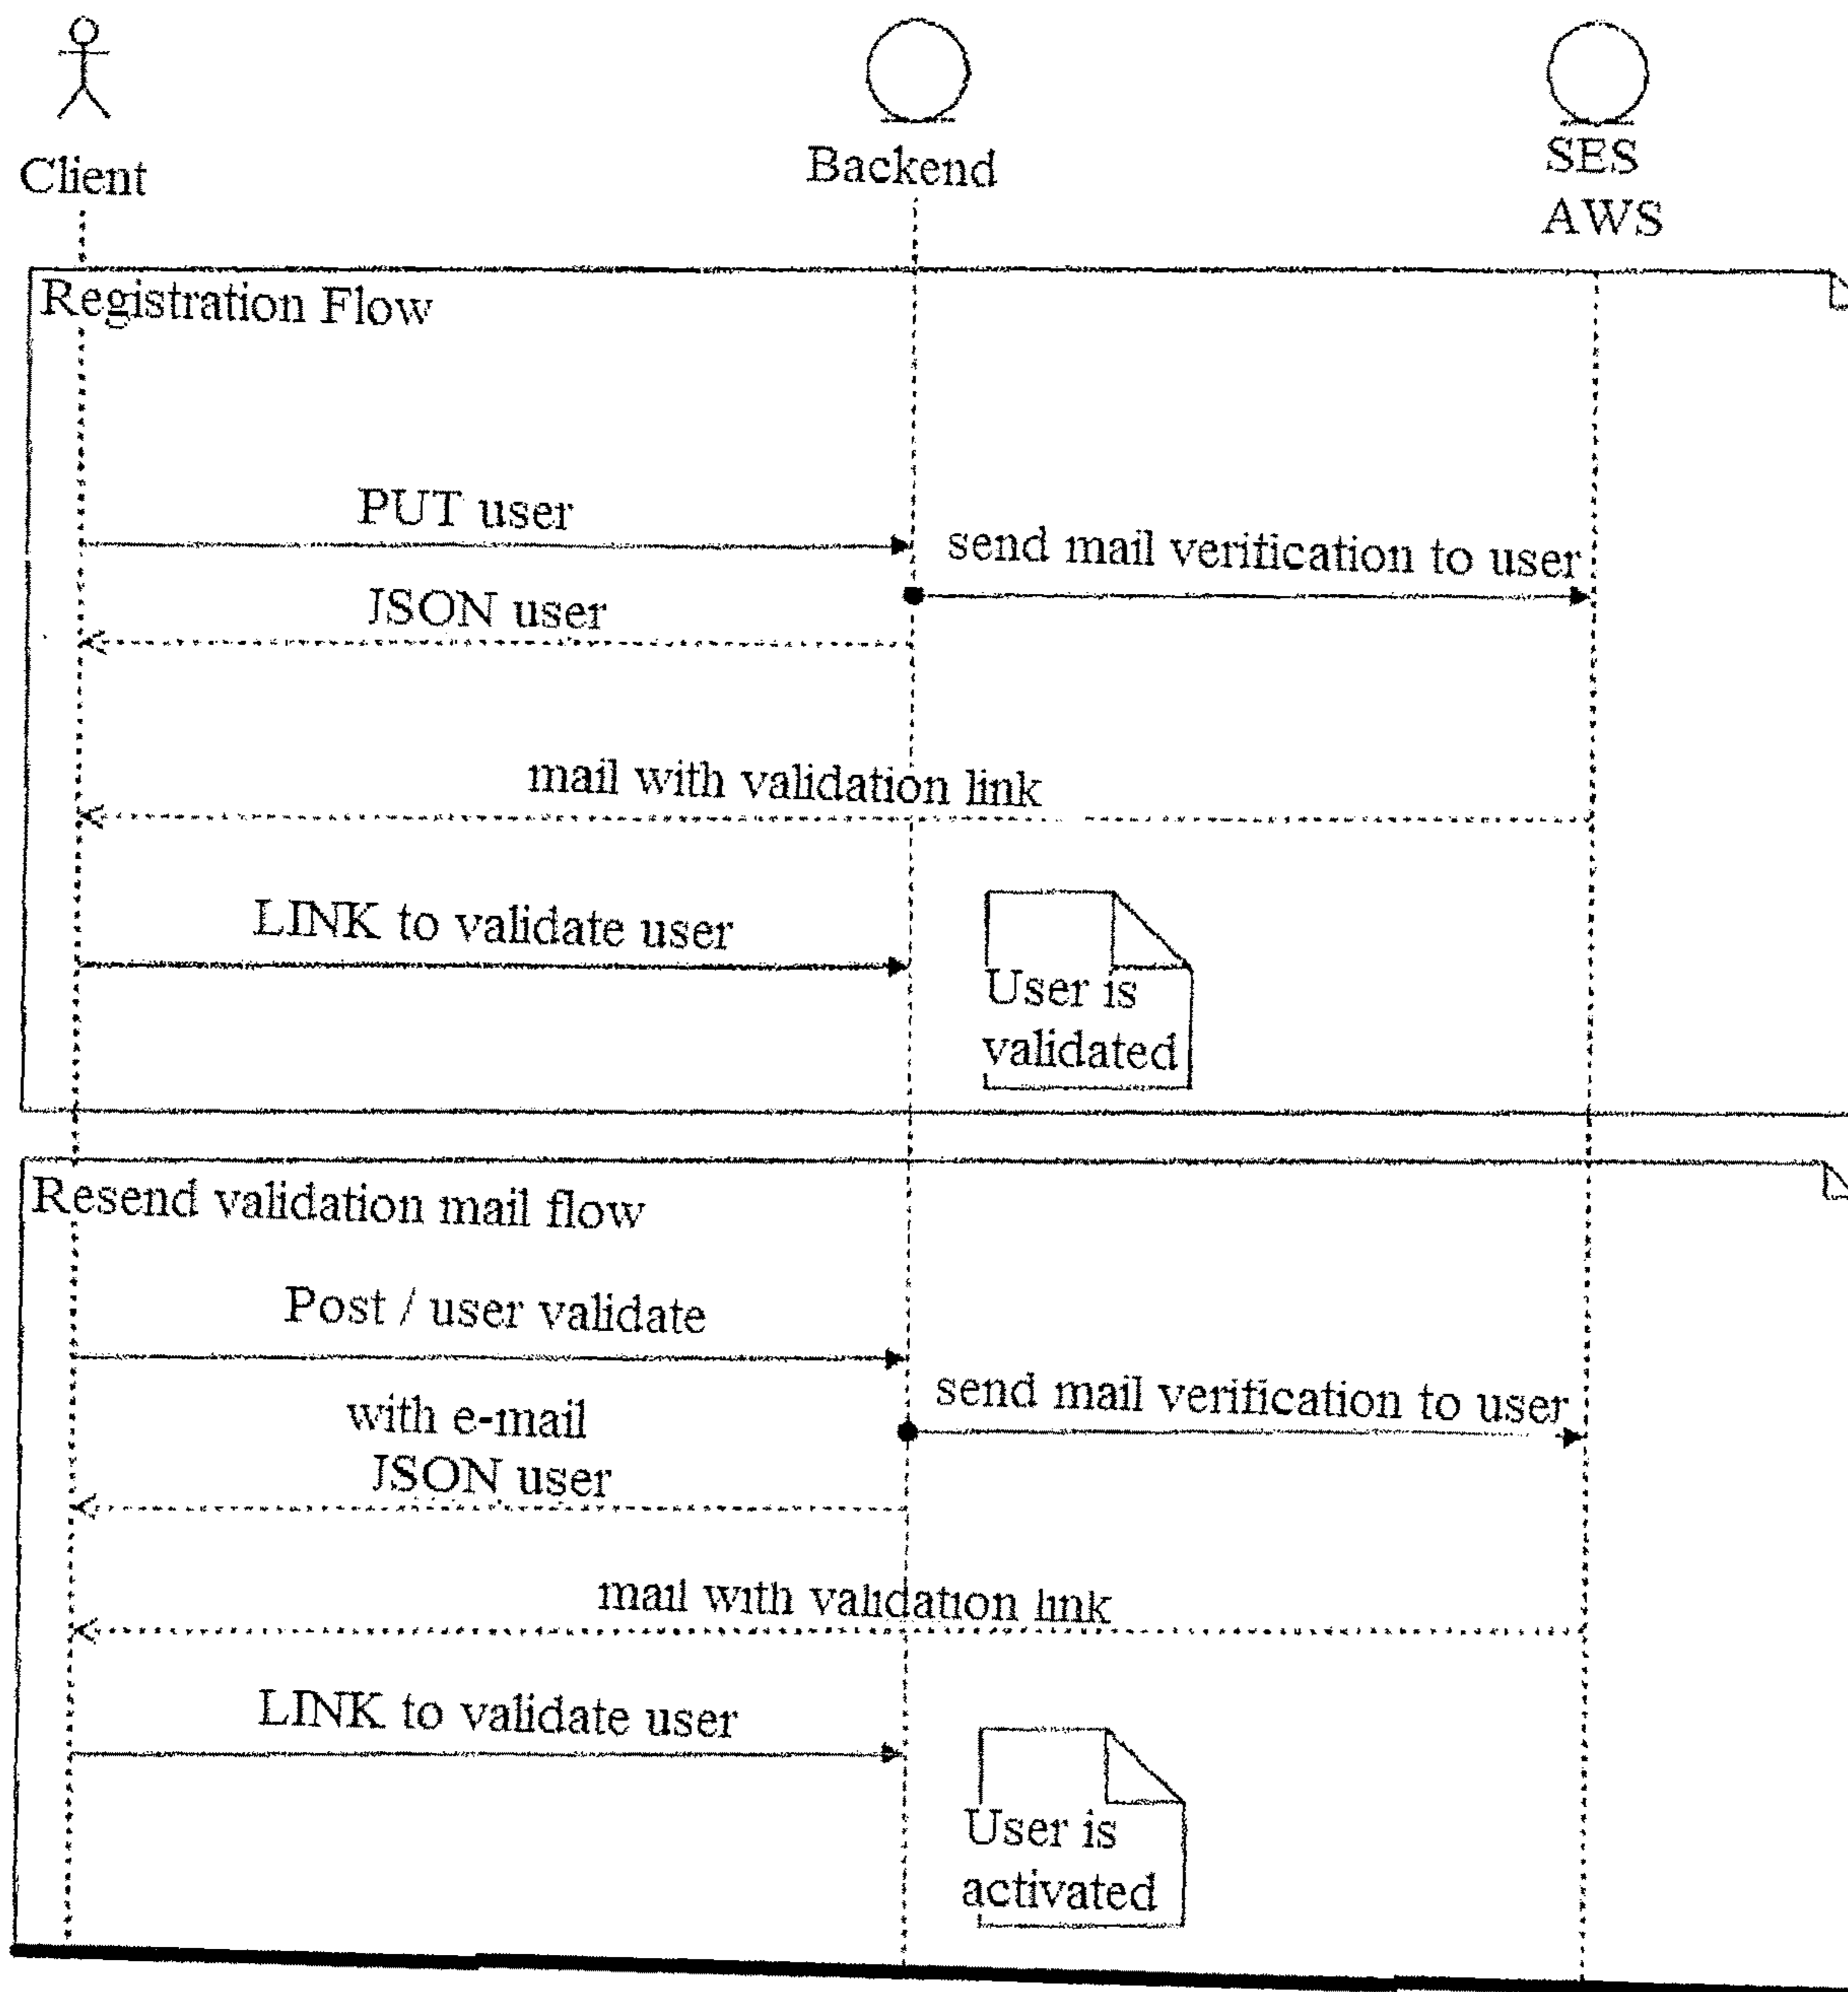 Client
Backend
SES
AWS
Registration Flow
PUT user
send mail verification to user
JSON user
mail with validation link
LINK to validate user
User is
validated
Resend validation mail flow
Post / user validate
send mail verification to user
with e-mail
JSON user
mail with validation link
LINK to validate user
User is
activated